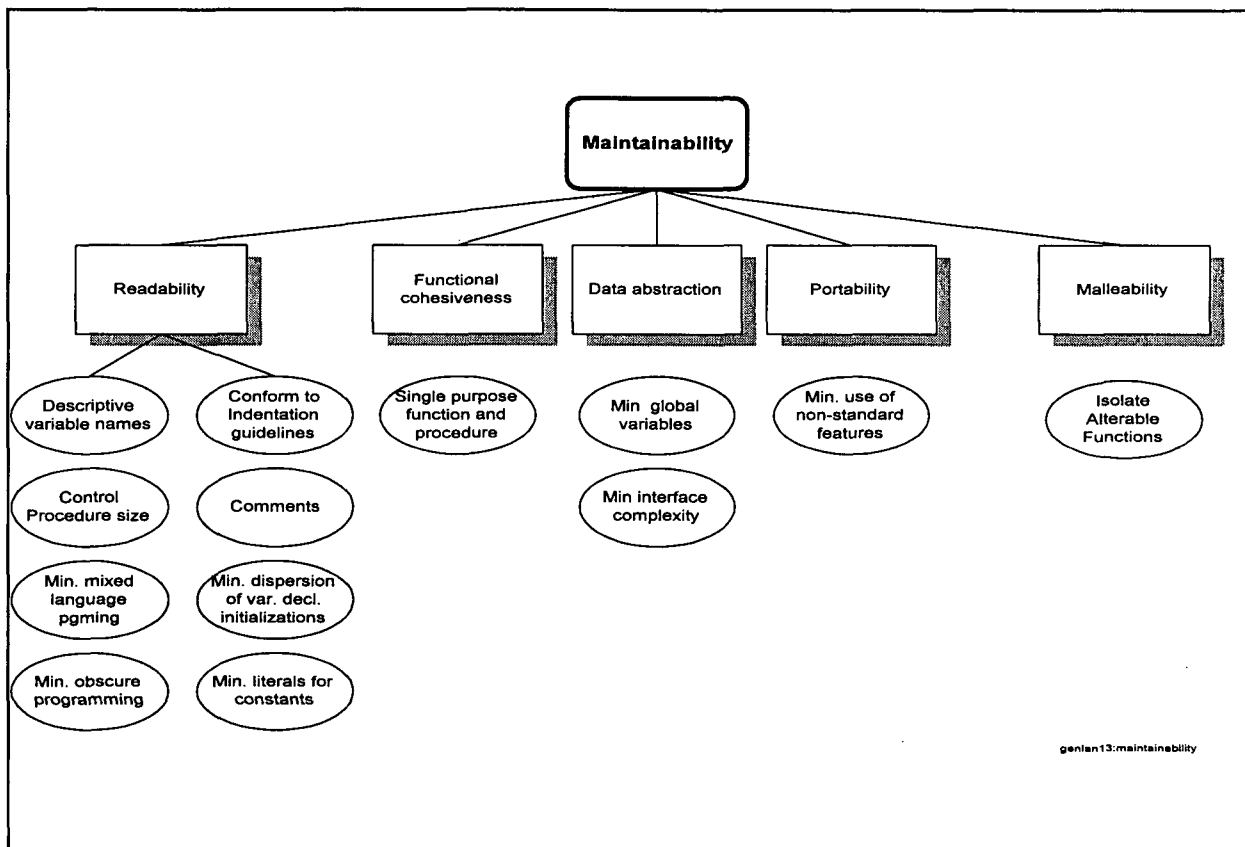 Maintainability
Readability
Functional
cohesiveness
Data abstraction
Portability
Malleability
Descriptive
variable names
Conform to
Indentation
guidelines
Single purpose
function and
procedure
Min global
variables
Min. use of
non-standard
features
Isolate
Alterable
Functions
Control
Procedure size
Comments
Min interface
complexity
Min. mixed
language
pgming
Min. dispersion
of var. decl.
initializations
Min. obscure
programming
Min. literals for
constants
genlan13:maintainability